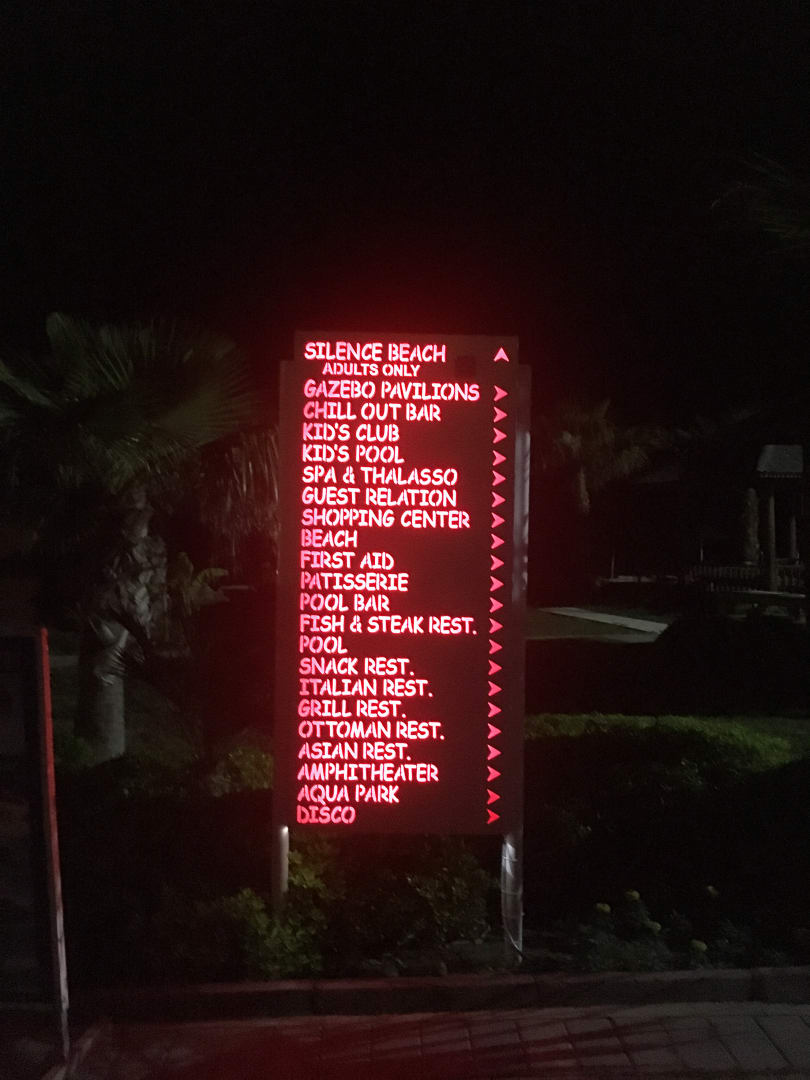 SILENCE BEACH
ADULTS ONLY
GAZEBO PAVILIONS
CHILL OUT BAR
KID'S CLUB
KID'S POOL
SPA & THALASSO
GUEST RELATION
SHOPPING CENTER
BEACH
FIRST AID
PATISSERIE
POOL BAR
FISH & STEAK REST.
POOL
SNACK REST.
ITALIAN REST.
GRILL REST.
OTTOMAN REST.
ASIAN REST.
AMPHITHEATER
AQUA PARK
DISCO